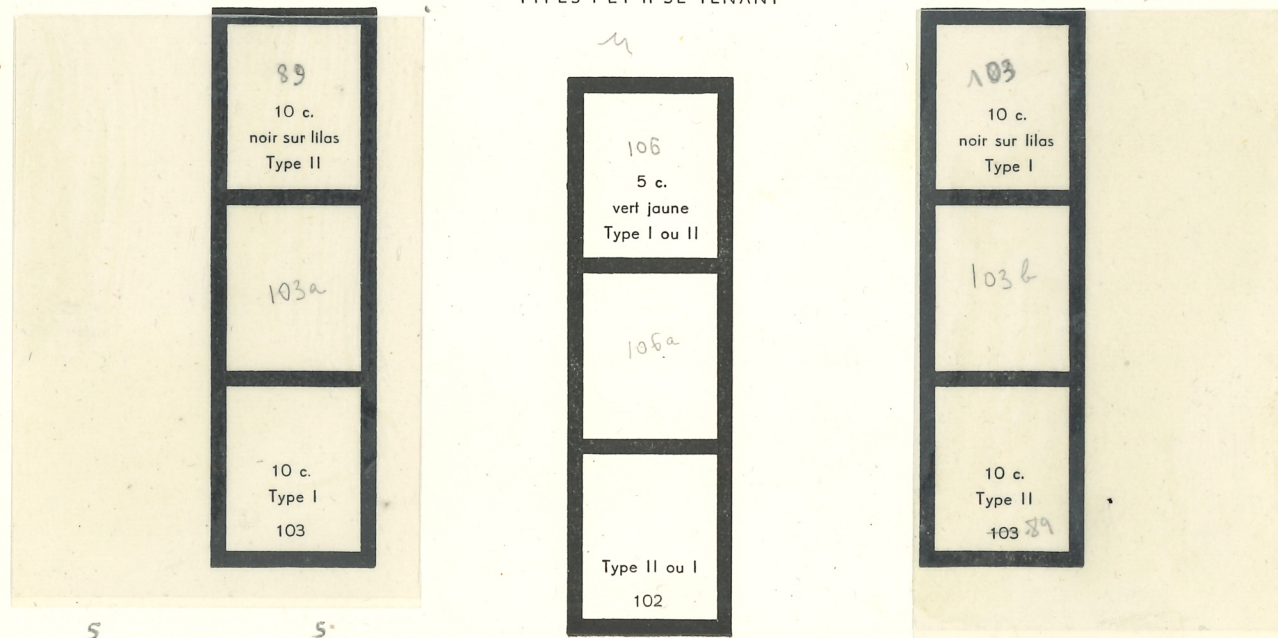 TYPES I ET II SE TENANT
89
10 c.
noir sur lilas
Type II
103a
10 c.
Type I
103
106
5 c.
vert jaune
Type I ou II
106a
Type II ou I
102
103
10 c.
noir sur lilas
Type I
103 b
10 c.
Type II
103 89
5
5